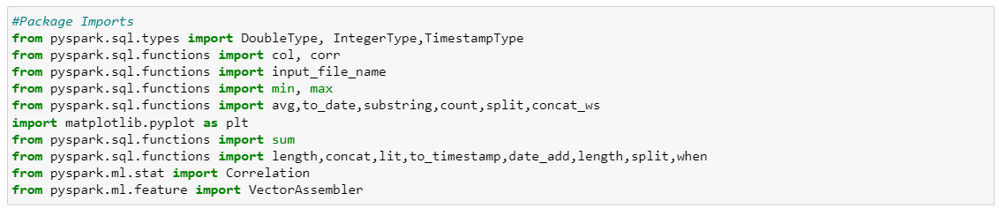 #Package Imports
from pyspark.sql.types import DoubleType, IntegerType,TimestampType
from pyspark.sql.functions import col, corr
from pyspark.sql.functions import input_file_name
from pyspark.sql.functions import min, max
from pyspark.sql.functions import avg,to_date,substring,count,split,concat_ws
import matplotlib.pyplot as plt
from pyspark.sql.functions import sum
from pyspark.sql.functions import length,concat,lit,to_timestamp,date_add,length,split,when
from pyspark.ml.stat import Correlation
from pyspark.ml.feature import VectorAssembler